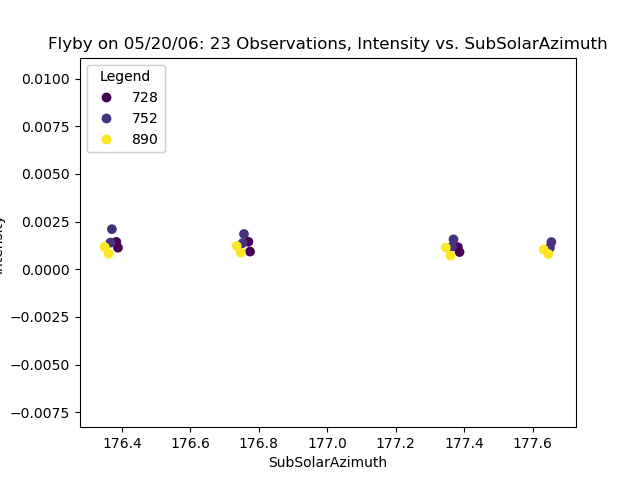 Flyby on 05/20/06: 23 Observations, Intensity vs. SubSolarAzimuth
Legend
728
752
890
0.0100
0.0075
0.0050
0.0025
0.0000
−0.0025
−0.0050
−0.0075
176.4 176.6 176.8 177.0 177.2 177.4 177.6
SubSolarAzimuth